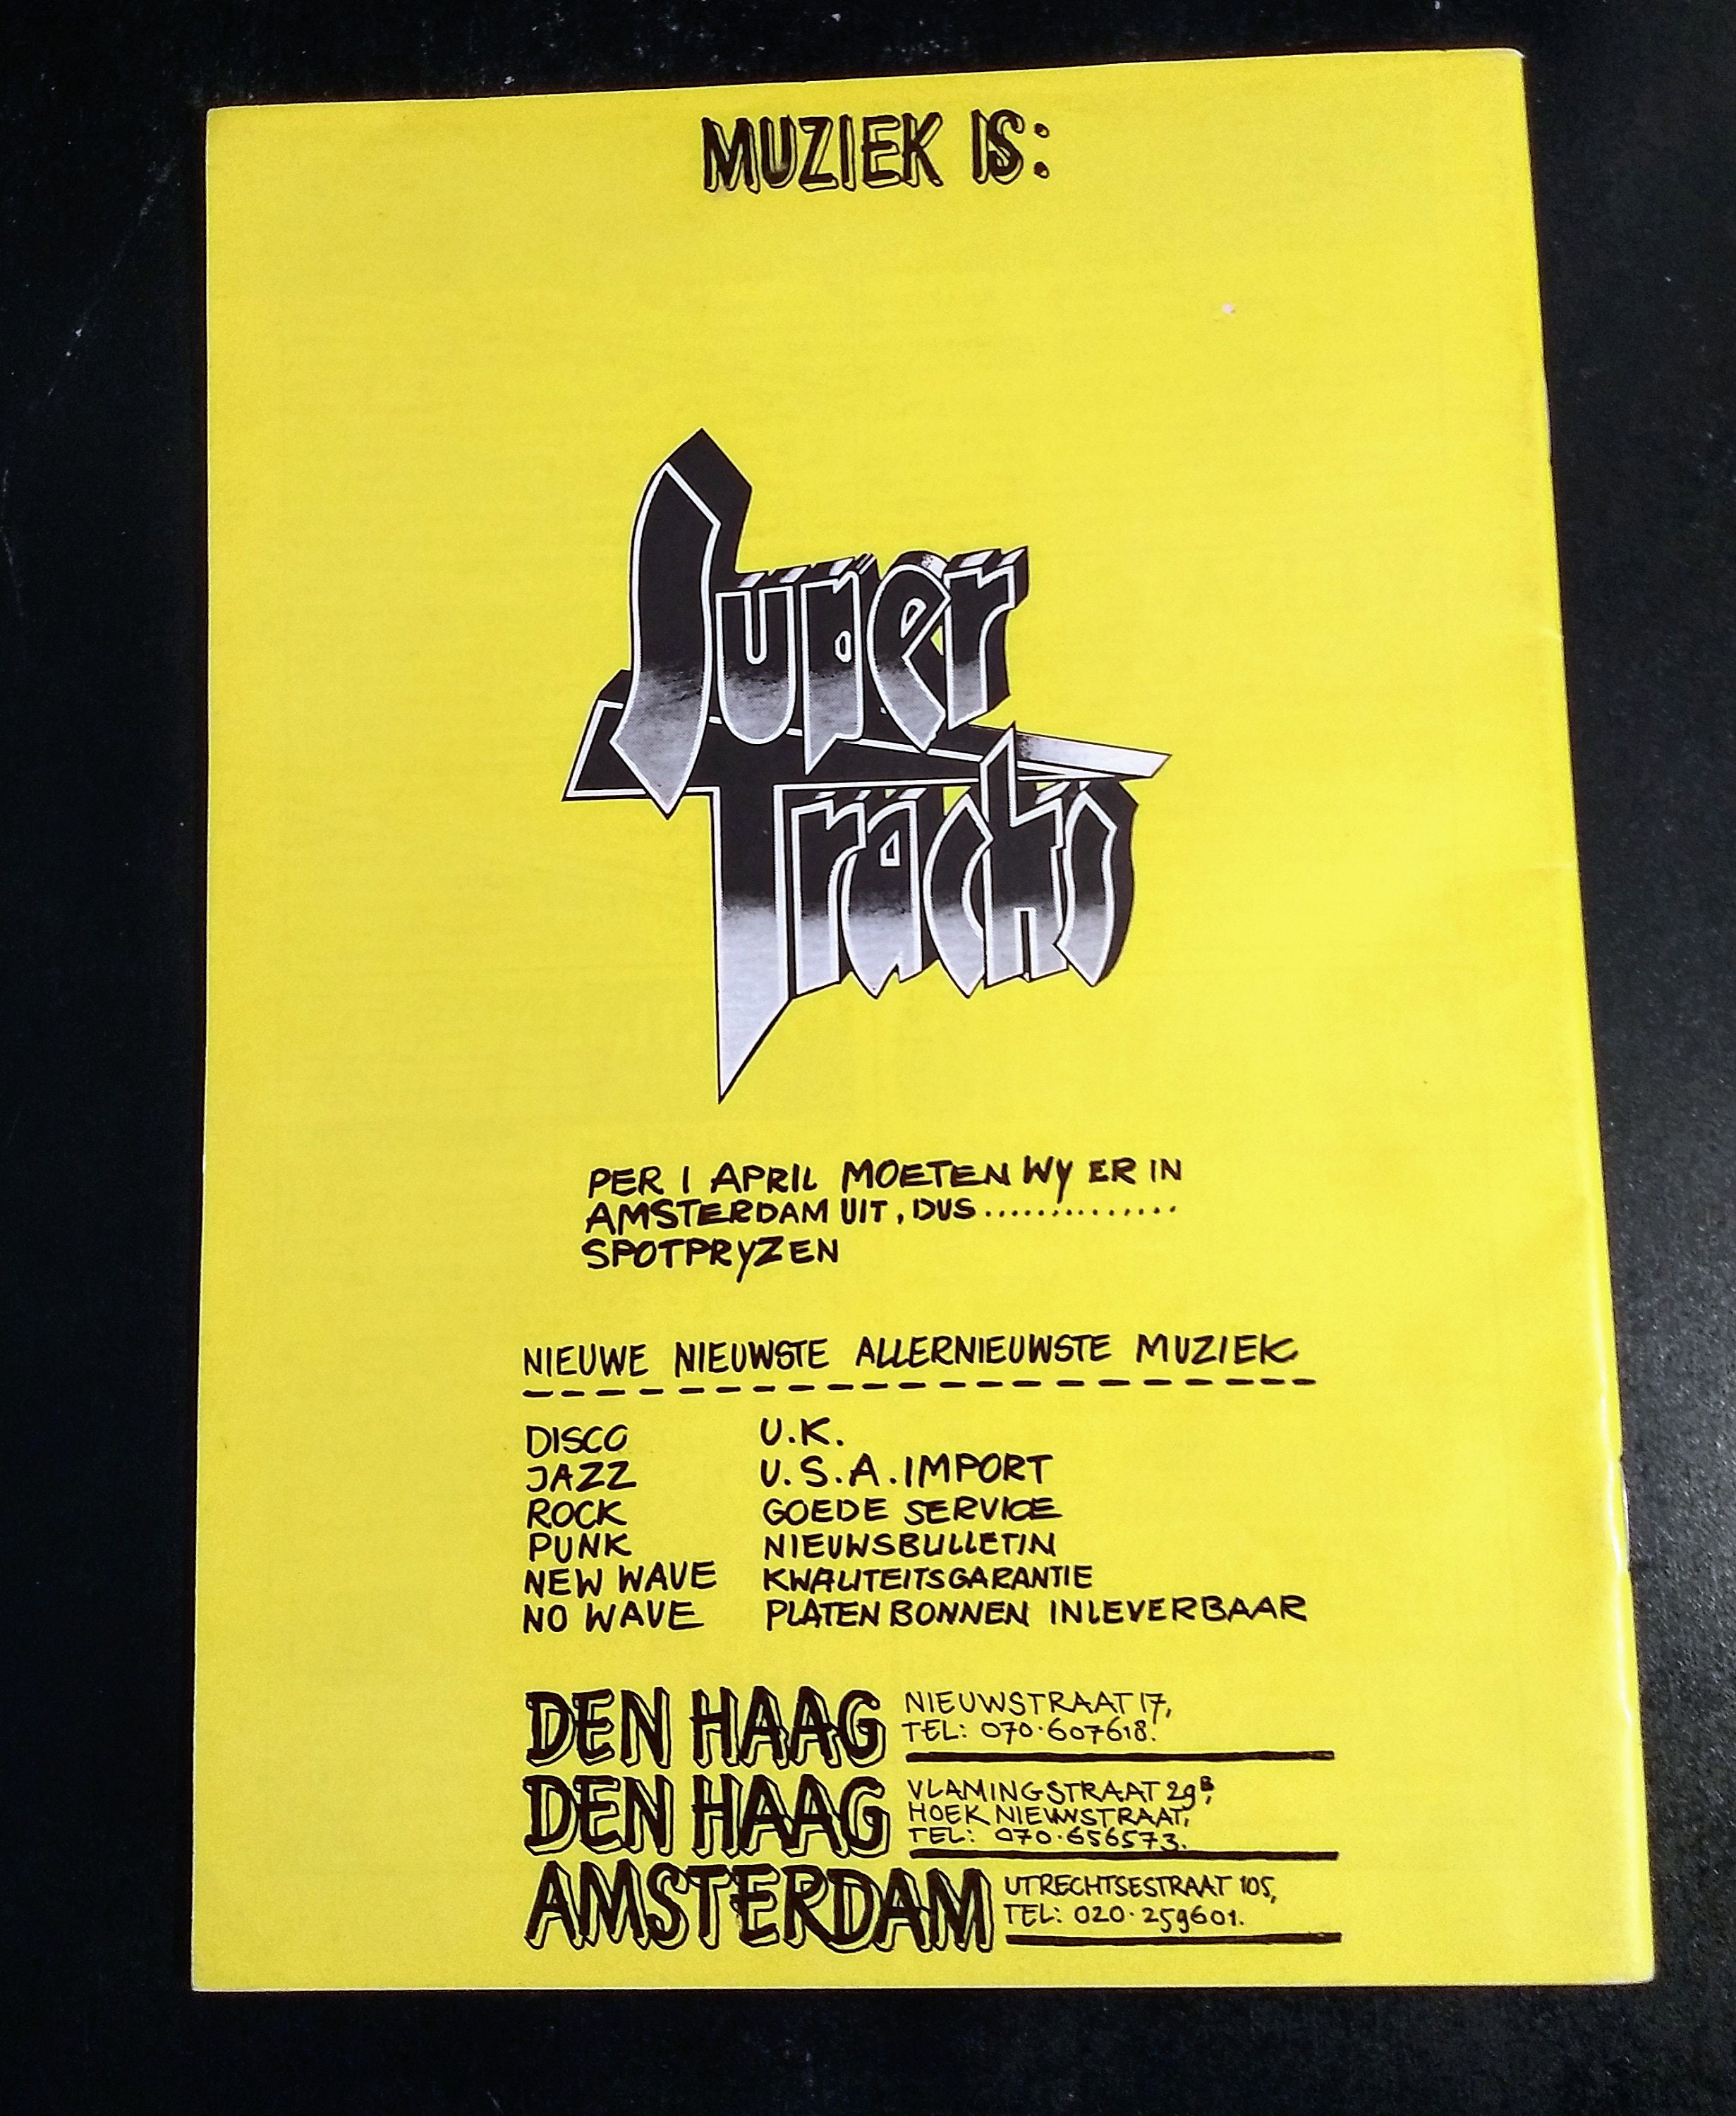 MUZIEK IS:
Super
Tracks
PER 1 APRIL MOETEN WY ER IN
AMSTERDAM UIT, DUS..............
SPOTPRYZEN
NIEUWE NIEUWSTE ALLERNIEUWSTE MUZIEK
DISCO U.K.
JAZZ U.S.A. IMPORT
ROCK GOEDE SERVICE
PUNK NIEUWSBULLETIN
NEW WAVE KWALITEITSGARANTIE
NO WAVE PLATEN BONNEN INLEVERBAAR
DEN HAAG NIEUWSTRAAT 17,
TEL: 070·607618.
DEN HAAG VLAMINGSTRAAT 29B,
HOEK NIEUWSTRAAT,
TEL: 070·656573.
AMSTERDAM UTRECHTSESTRAAT 105,
TEL: 020·259601.